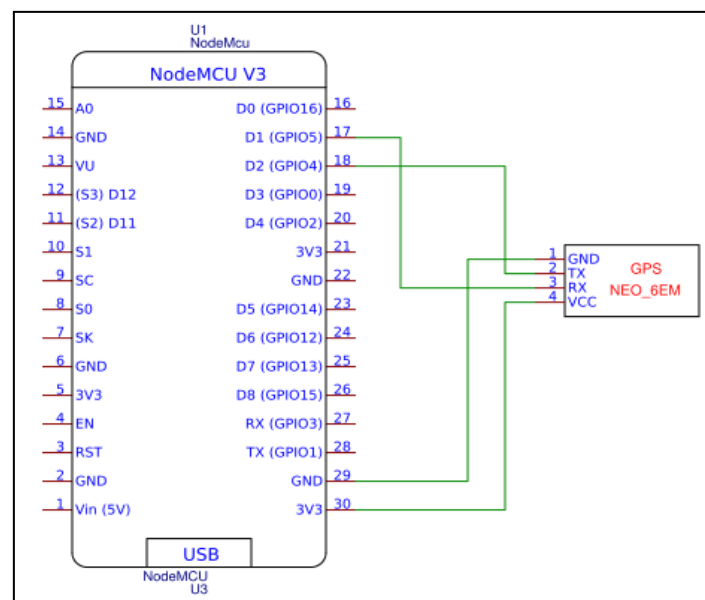 U1
NodeMcu
NodeMCU V3
15 A0 D0 (GPIO16) 16
14 GND D1 (GPIO5) 17
13 VU D2 (GPIO4) 18
12 (S3) D12 D3 (GPIO0) 19
11 (S2) D11 D4 (GPIO2) 20
10 S1 3V3 21
9 SC GND 22
8 S0 D5 (GPIO14) 23
7 SK D6 (GPIO12) 24
6 GND D7 (GPIO13) 25
5 3V3 D8 (GPIO15) 26
4 EN RX (GPIO3) 27
3 RST TX (GPIO1) 28
2 GND GND 29
1 Vin (5V) 3V3 30
USB
NodeMCU
U3
1 GND
2 TX
3 RX
4 VCC
GPS
NEO_6EM